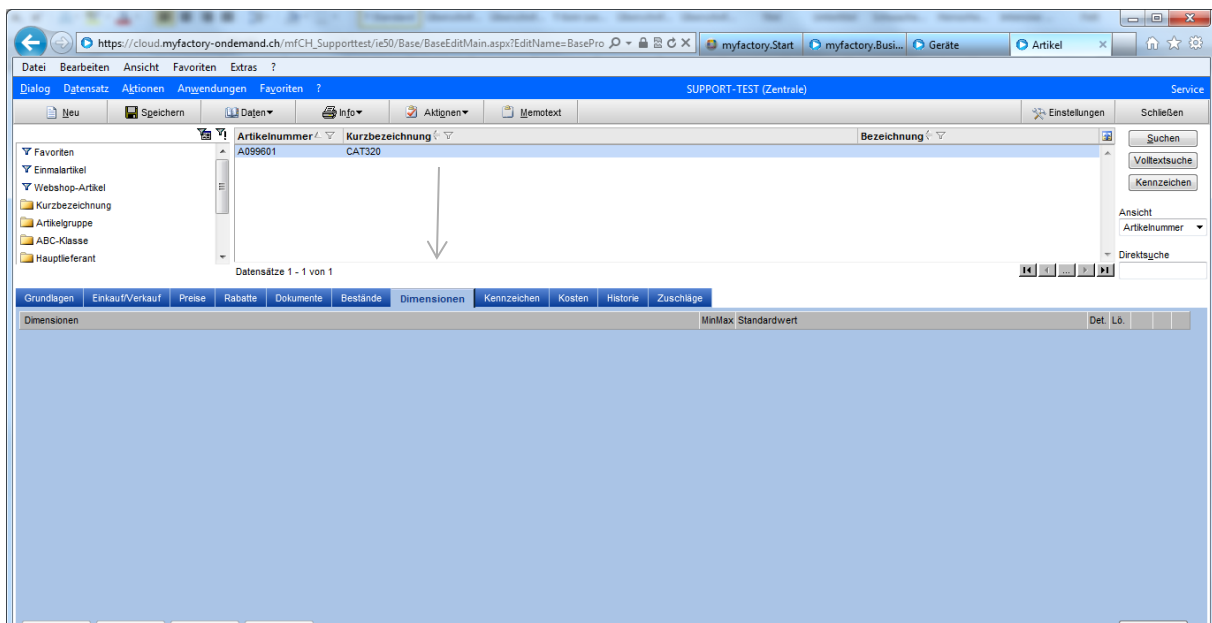 https://cloud.myfactory-ondemand.ch/mfCH_Supporttest/ie50/Base/BaseEditMain.aspx?EditName=BasePro
myfactory.Start
myfactory.Busi...
Geräte
Artikel
Datei Bearbeiten Ansicht Favoriten Extras ?
Dialog Datensatz Aktionen Anwendungen Favoriten ? SUPPORT-TEST (Zentrale) Service
Neu Speichern Daten Info Aktionen Memotext Einstellungen Schließen
Artikelnummer Kurzbezeichnung Bezeichnung
A099601 CAT320
Favoriten
Einmalartikel
Webshop-Artikel
Kurzbezeichnung
Artikelgruppe
ABC-Klasse
Hauptlieferant
Datensätze 1 - 1 von 1
...
Suchen
Volltextsuche
Kennzeichen
Ansicht
Artikelnummer
Direktsuche
Grundlagen Einkauf/Verkauf Preise Rabatte Dokumente Bestände Dimensionen Kennzeichen Kosten Historie Zuschläge
Dimensionen MinMax Standardwert Det. Lö.